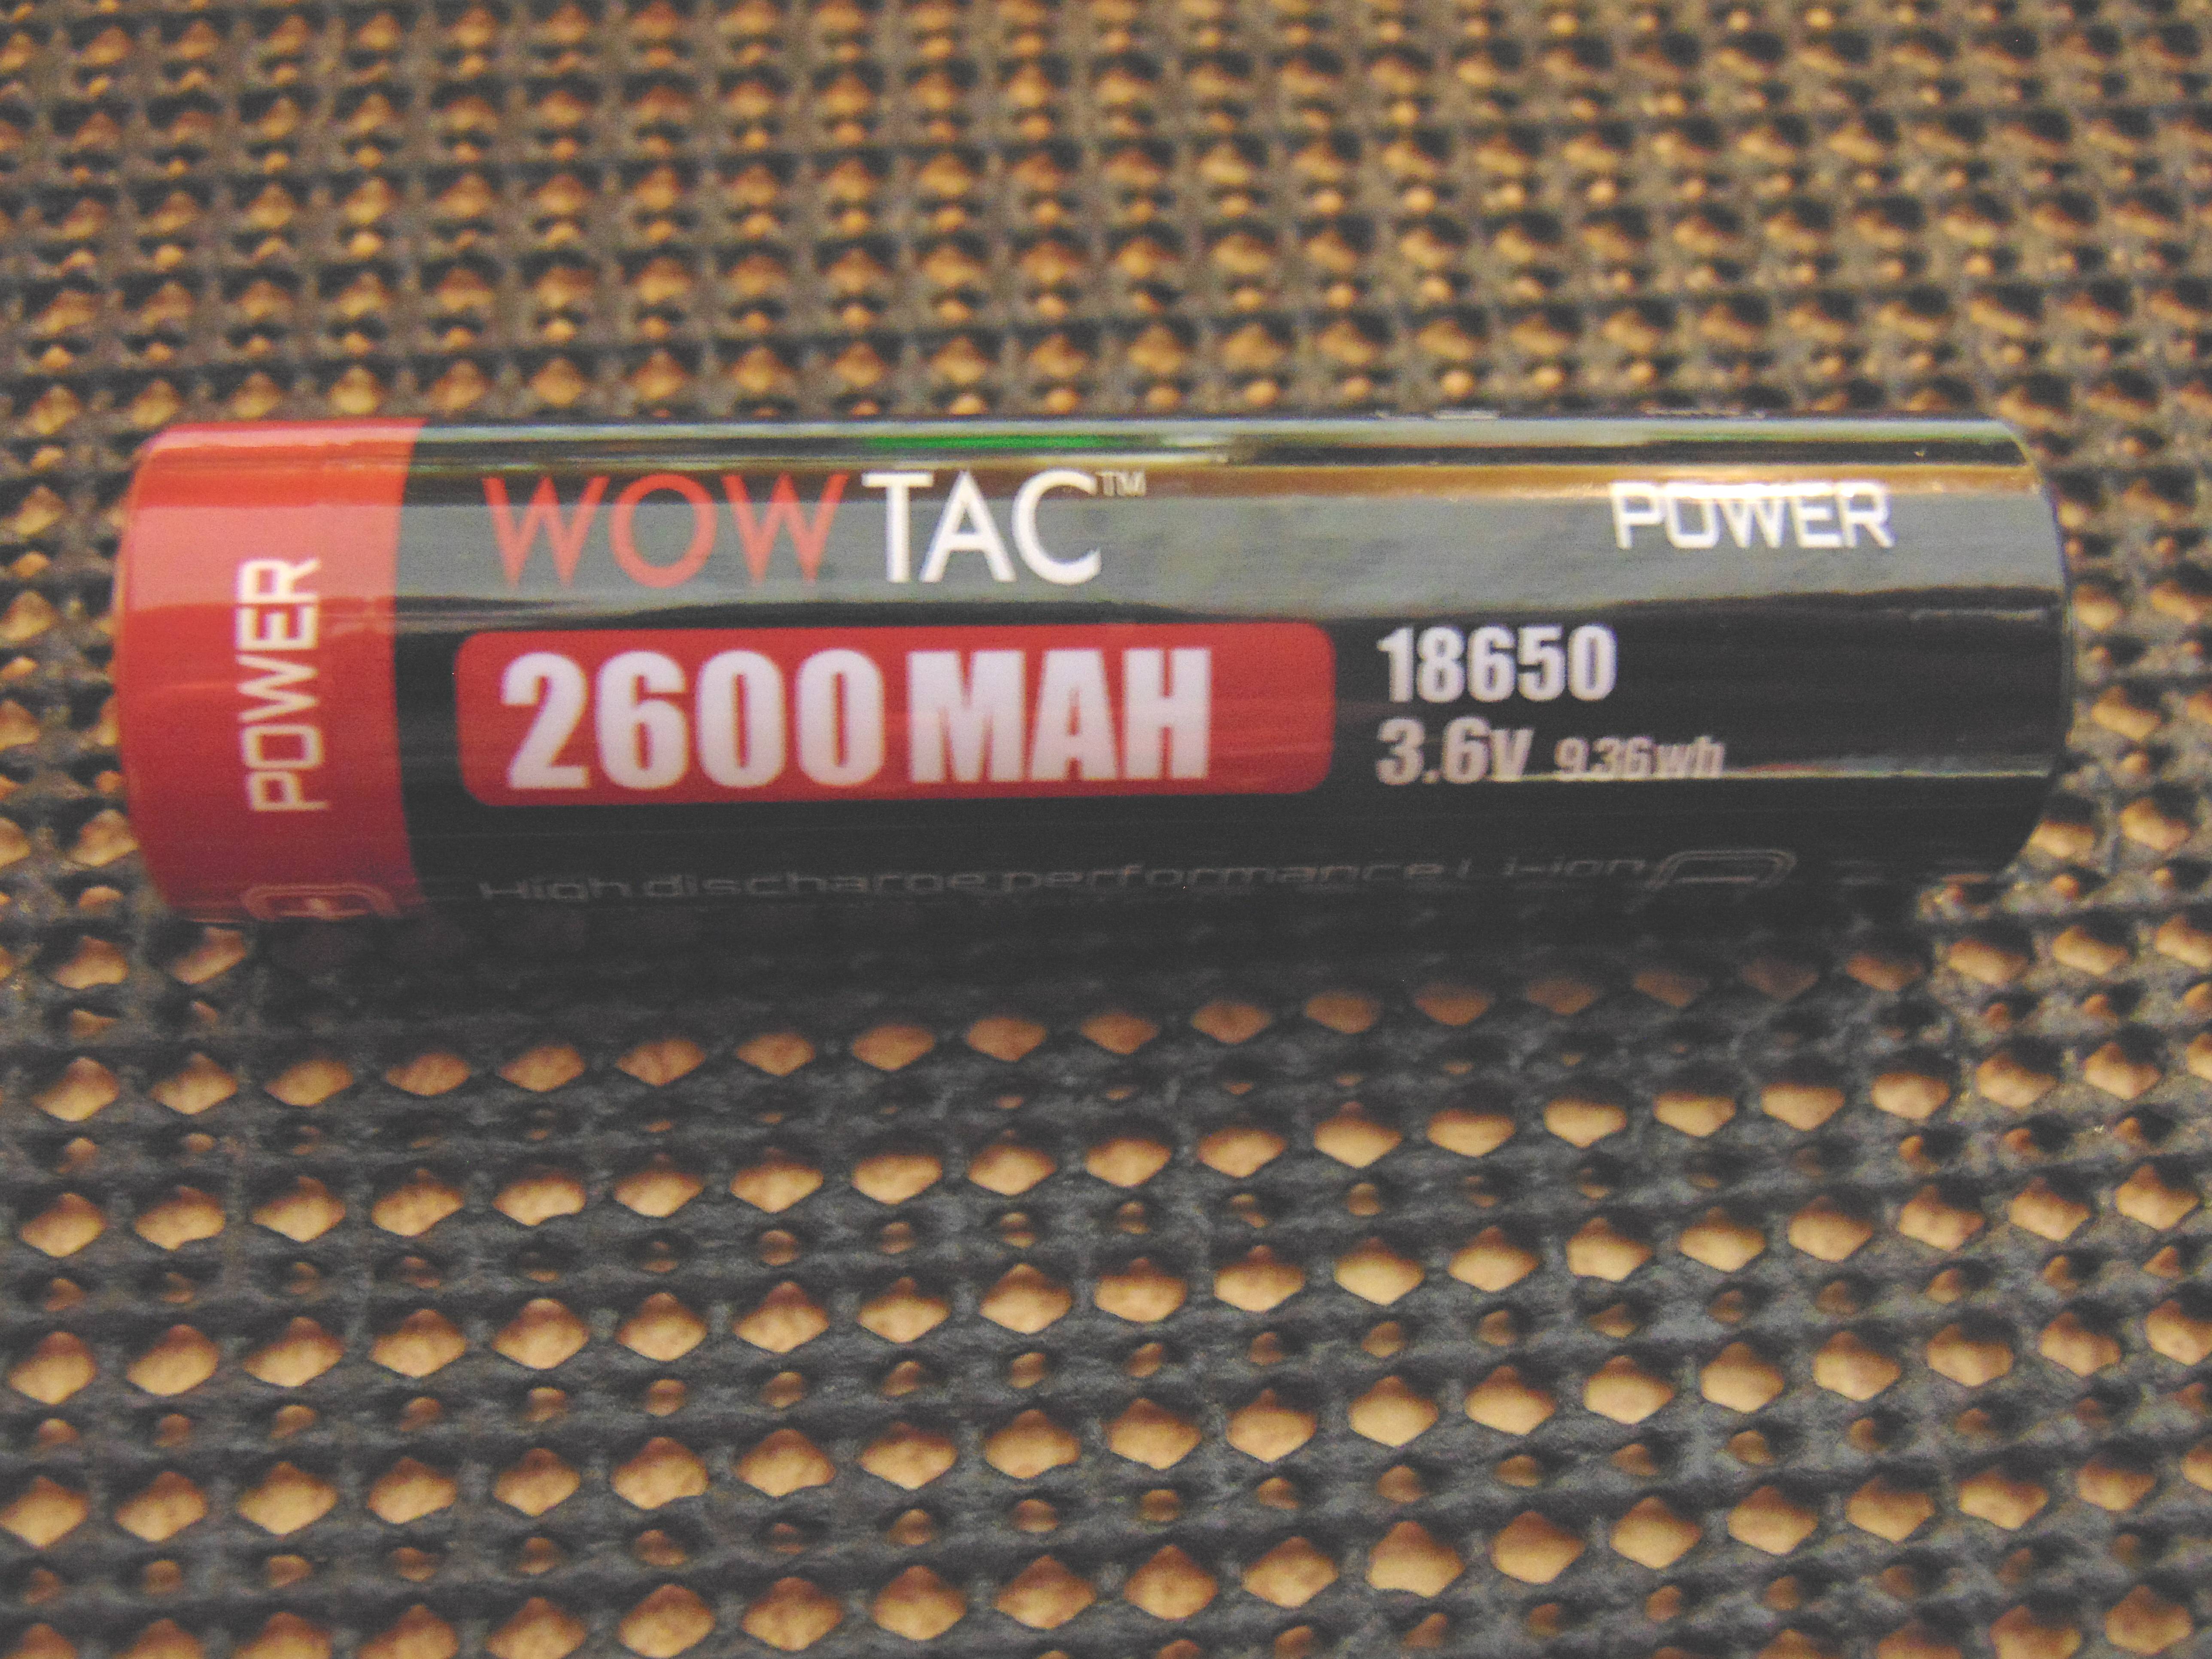 POWER
WOWTAC™
POWER
2600 MAH
18650
3.6v 9.36wh
High discharge performance Li-ion